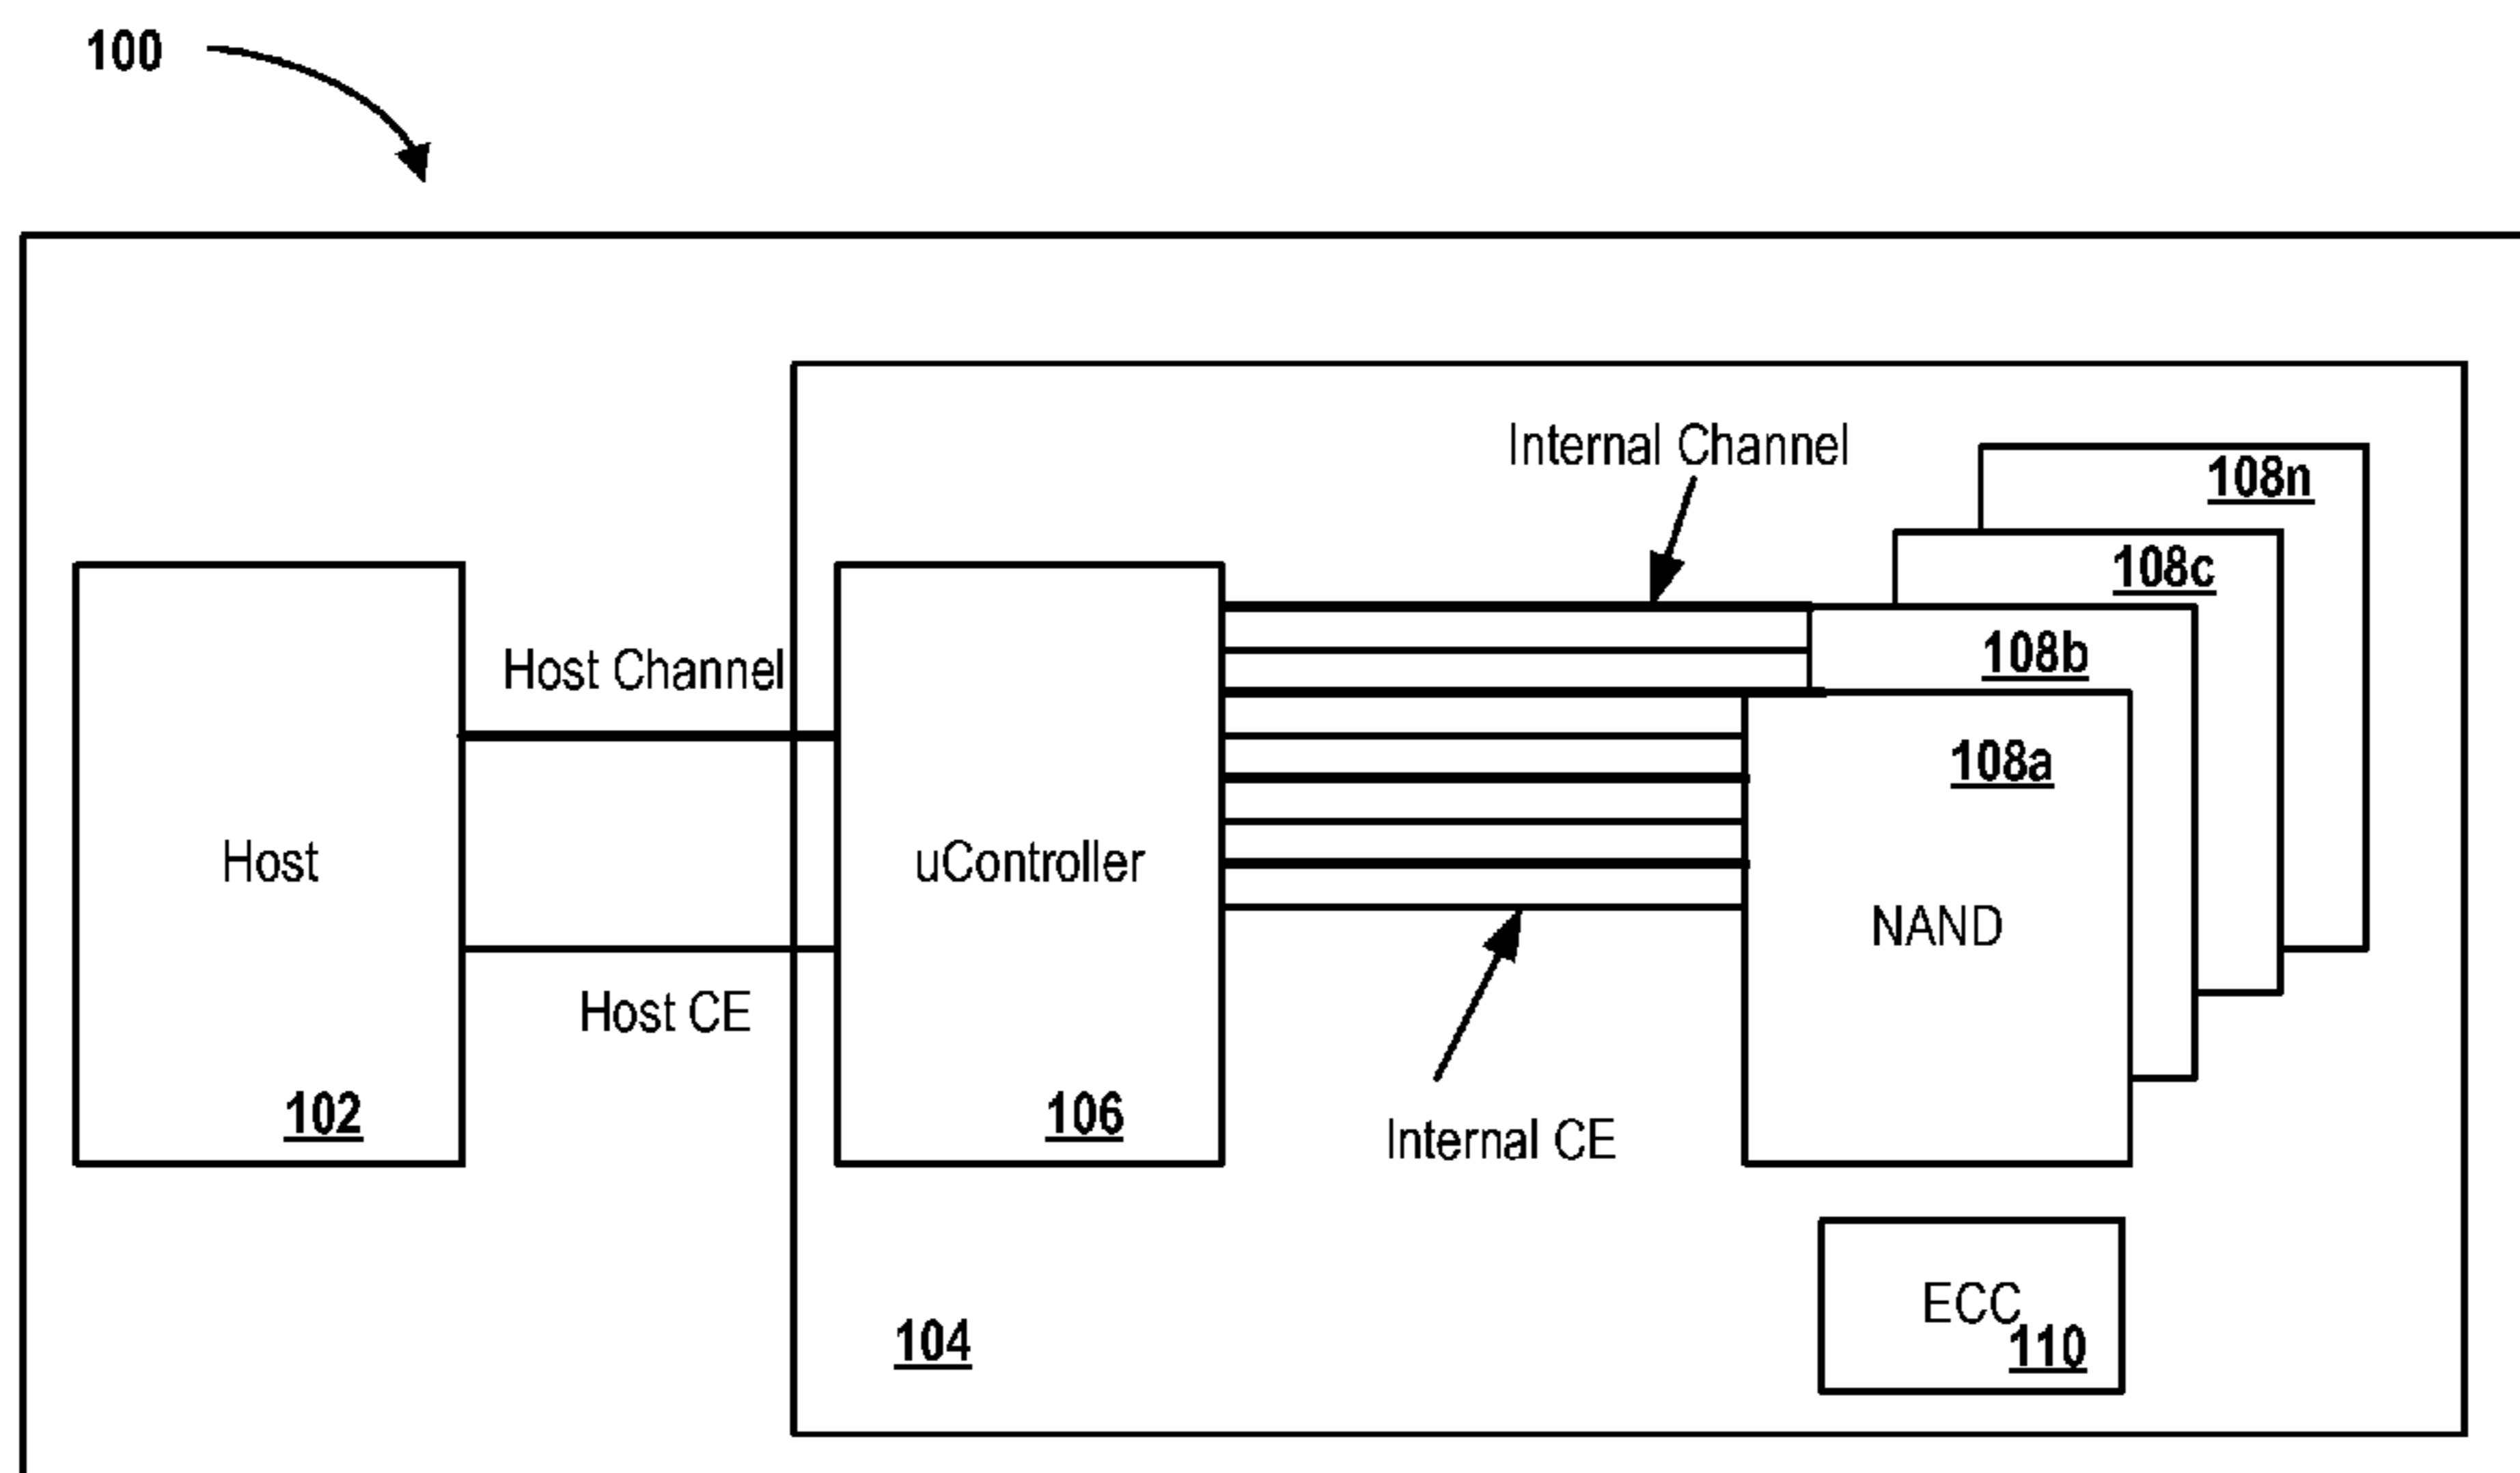 100
Internal Channel
108n
108c
Host Channel
108b
108a
Host
uController
NAND
Host CE
102
106
Internal CE
ECC
104
110